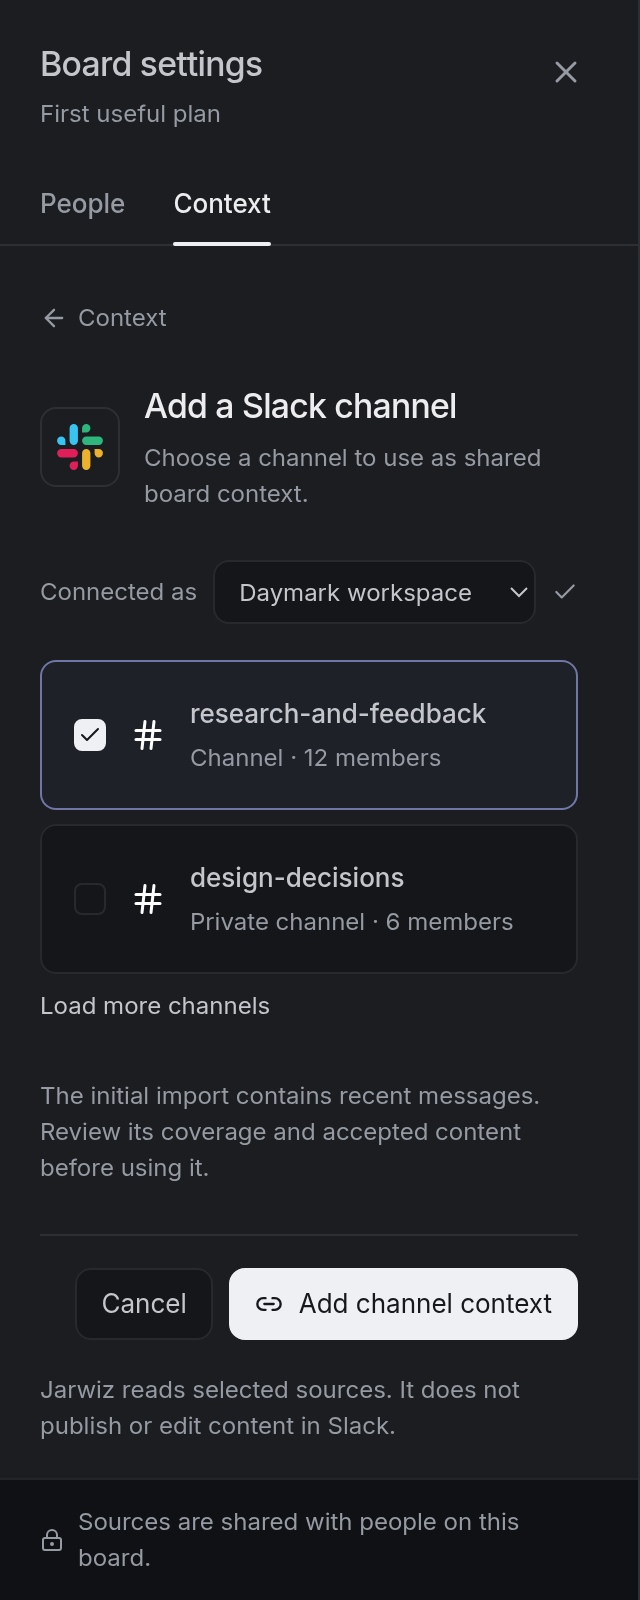 Board settings
First useful plan
People
Context
Context
Add a Slack channel
Choose a channel to use as shared
board context.
Connected as
Daymark workspace
# research-and-feedback
Channel · 12 members
# design-decisions
Private channel · 6 members
Load more channels
The initial import contains recent messages.
Review its coverage and accepted content
before using it.
Cancel
Add channel context
Jarwiz reads selected sources. It does not
publish or edit content in Slack.
Sources are shared with people on this
board.